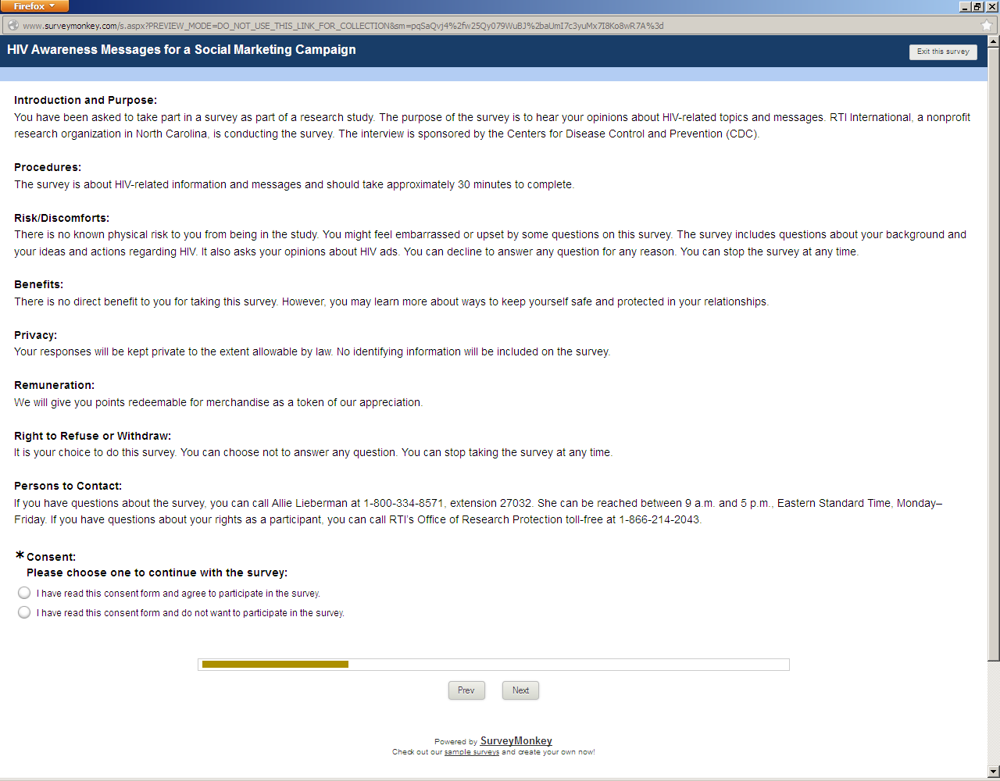 Firefox
www.surveymonkey.com/s.aspx?PREVIEW_MODE=DO_NOT_USE_THIS_LINK_FOR_COLLECTION&sm=pqSaQvj4%2fw25Qy079WuBJ%2baUmI7c3yuMx7I8Ko8wR7A%3d
HIV Awareness Messages for a Social Marketing Campaign
Exit this survey
Introduction and Purpose:
You have been asked to take part in a survey as part of a research study. The purpose of the survey is to hear your opinions about HIV-related topics and messages. RTI International, a nonprofit
research organization in North Carolina, is conducting the survey. The interview is sponsored by the Centers for Disease Control and Prevention (CDC).
Procedures:
The survey is about HIV-related information and messages and should take approximately 30 minutes to complete.
Risk/Discomforts:
There is no known physical risk to you from being in the study. You might feel embarrassed or upset by some questions on this survey. The survey includes questions about your background and
your ideas and actions regarding HIV. It also asks your opinions about HIV ads. You can decline to answer any question for any reason. You can stop the survey at any time.
Benefits:
There is no direct benefit to you for taking this survey. However, you may learn more about ways to keep yourself safe and protected in your relationships.
Privacy:
Your responses will be kept private to the extent allowable by law. No identifying information will be included on the survey.
Remuneration:
We will give you points redeemable for merchandise as a token of our appreciation.
Right to Refuse or Withdraw:
It is your choice to do this survey. You can choose not to answer any question. You can stop taking the survey at any time.
Persons to Contact:
If you have questions about the survey, you can call Allie Lieberman at 1-800-334-8571, extension 27032. She can be reached between 9 a.m. and 5 p.m., Eastern Standard Time, Monday–
Friday. If you have questions about your rights as a participant, you can call RTI's Office of Research Protection toll-free at 1-866-214-2043.
* Consent:
Please choose one to continue with the survey:
I have read this consent form and agree to participate in the survey.
I have read this consent form and do not want to participate in the survey.
Prev Next
Powered by SurveyMonkey
Check out our sample surveys and create your own now!